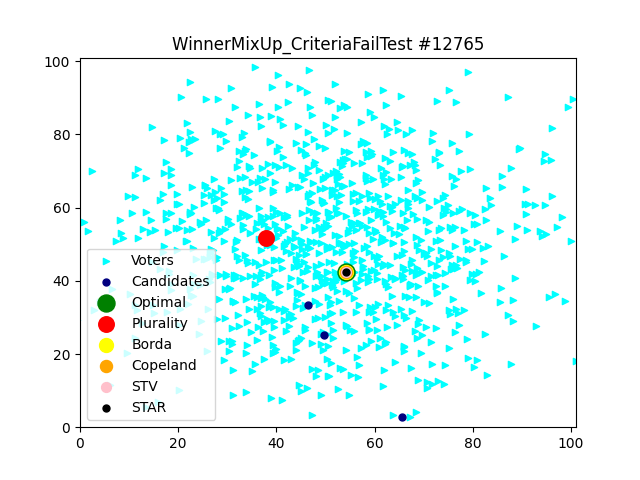 WinnerMixUp_CriteriaFailTest #12765
100
80
60
40
20
0
Voters
Candidates
Optimal
Plurality
Borda
Copeland
STV
STAR
0 20 40 60 80 100